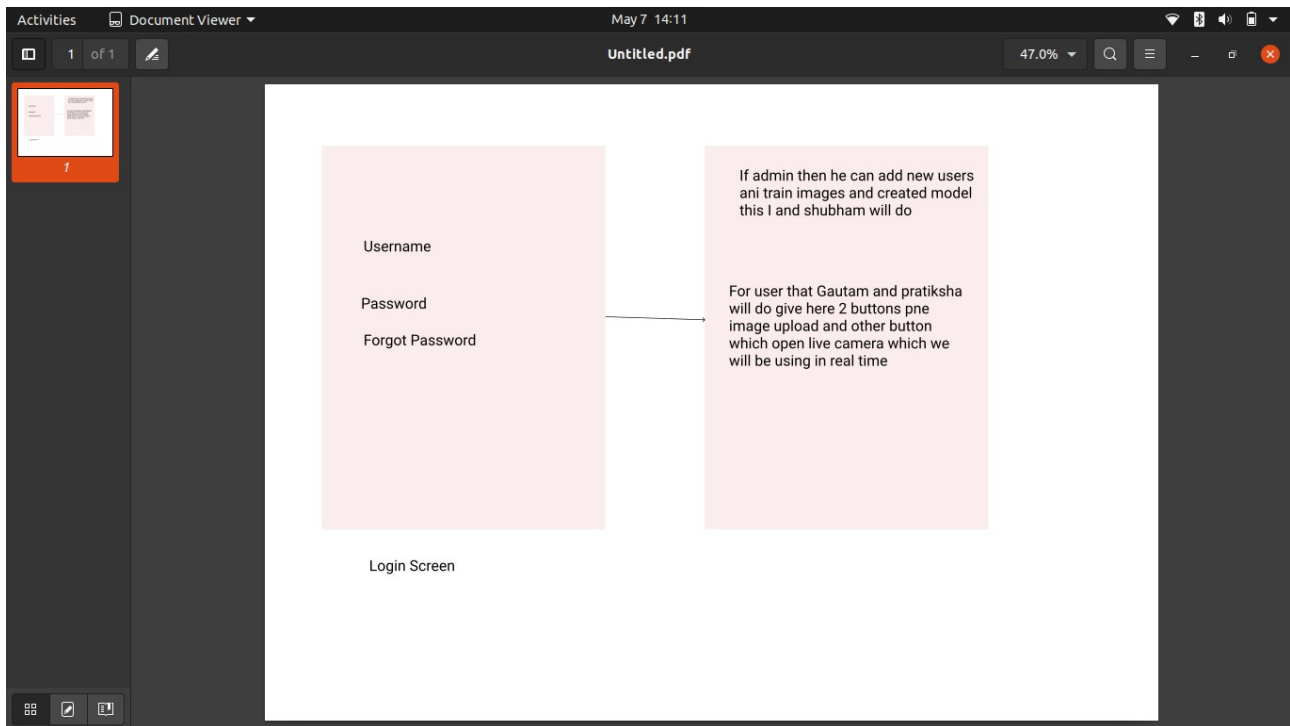 Activities
Document Viewer
May 7 14:11
1 of 1
Untitled.pdf
47.0%
1
Username
Password
Forgot Password
Login Screen
If admin then he can add new users
ani train images and created model
this I and shubham will do
For user that Gautam and pratiksha
will do give here 2 buttons pne
image upload and other button
which open live camera which we
will be using in real time